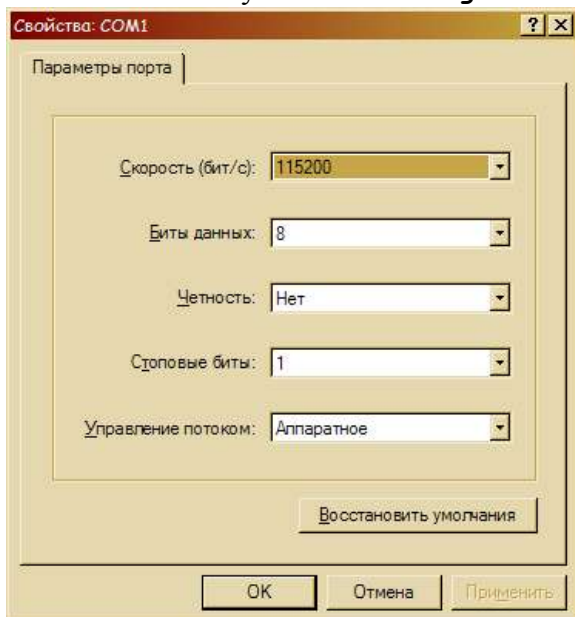 Свойства: COM1
Параметры порта
Скорость (бит/с): 115200
Биты данных: 8
Четность: Нет
Стоповые биты: 1
Управление потоком: Аппаратное
Восстановить умолчания
OK Отмена Применить